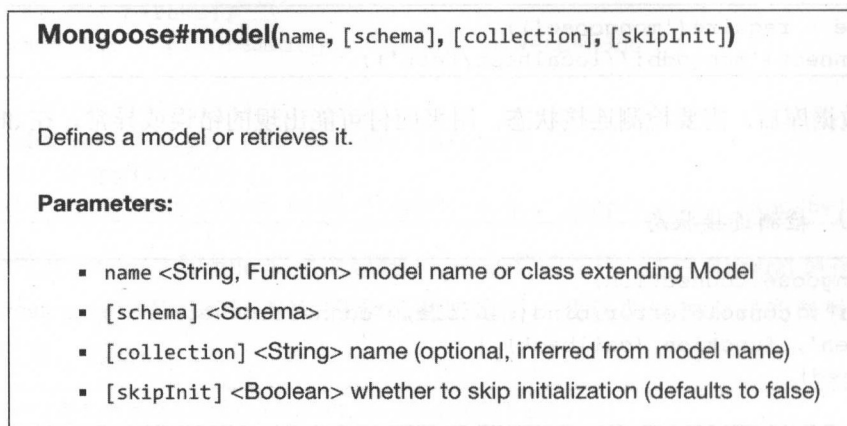 Mongoose#model(name, [schema], [collection], [skipInit])
Defines a model or retrieves it.
Parameters:
▪ name <String, Function> model name or class extending Model
▪ [schema] <Schema>
▪ [collection] <String> name (optional, inferred from model name)
▪ [skipInit] <Boolean> whether to skip initialization (defaults to false)